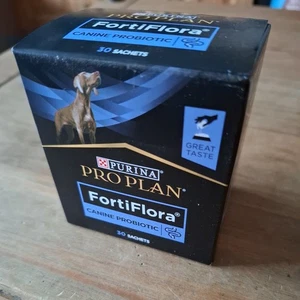 FortiFlora®
CANINE PROBIOTIC
30 SACHETS
GREAT
TASTE
PURINA
PRO PLAN®
FortiFlora®
CANINE PROBIOTIC
30 SACHETS